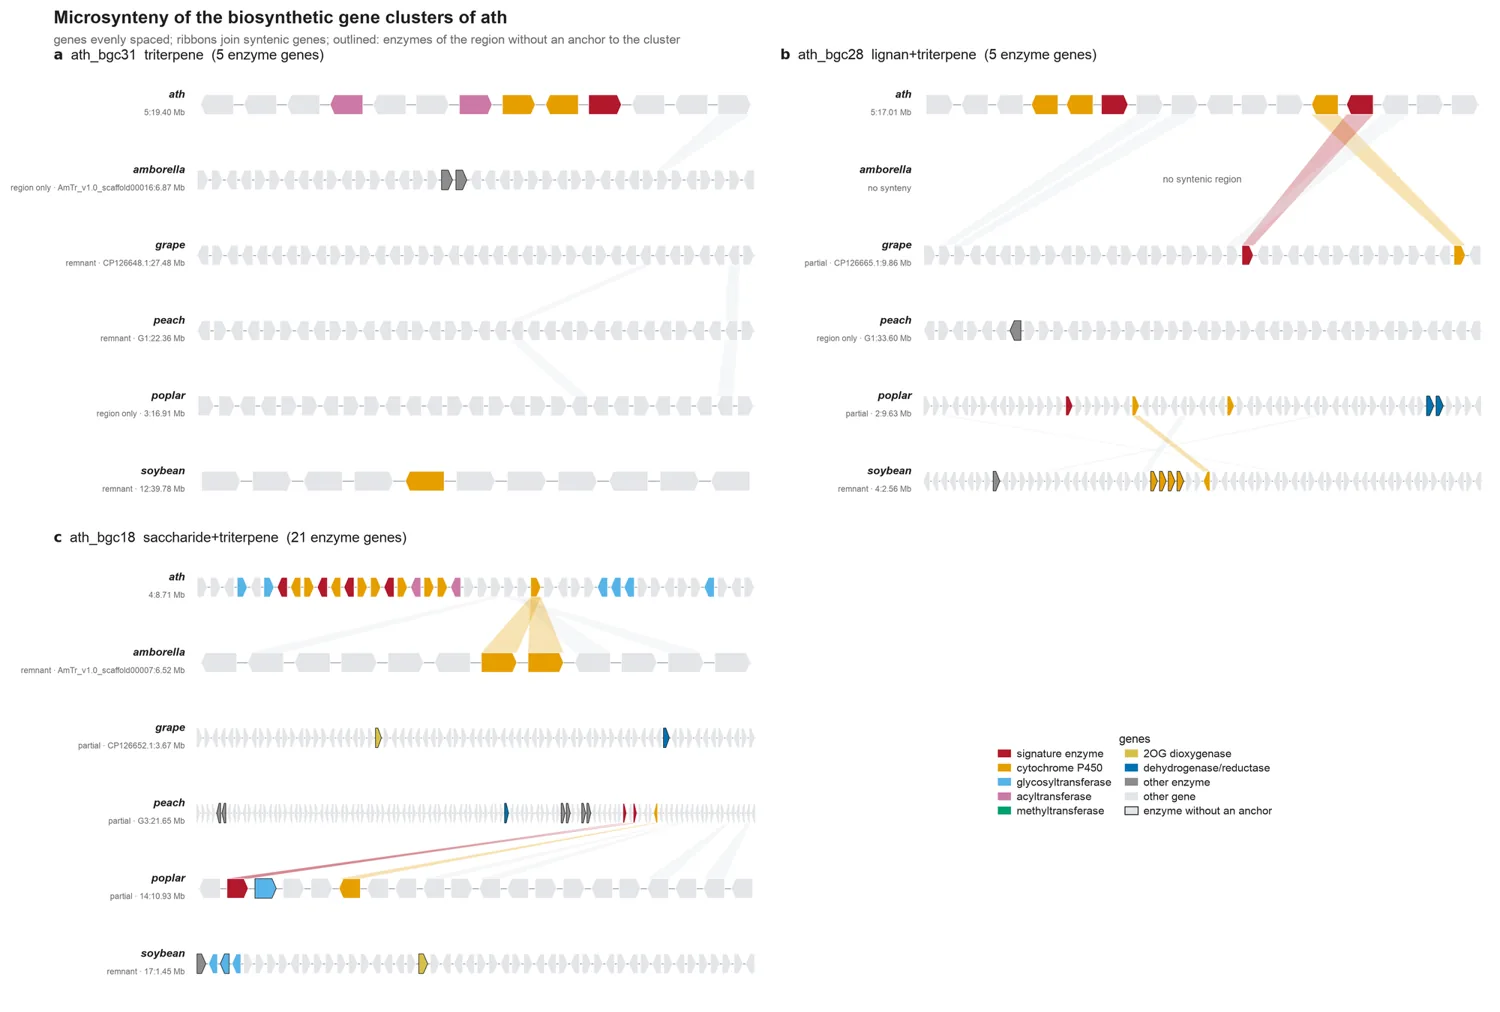 Microsynteny of the biosynthetic gene clusters of ath
genes evenly spaced; ribbons join syntenic genes; outlined: enzymes of the region without an anchor to the cluster
a ath_bgc31 triterpene (5 enzyme genes)
ath
5:19.40 Mb
amborella
region only · AmTr_v1.0_scaffold00016:6.87 Mb
grape
remnant · CP126648.1:27.48 Mb
peach
remnant · G1:22.36 Mb
poplar
region only · 3:16.91 Mb
soybean
remnant · 12:39.78 Mb
b ath_bgc28 lignan+triterpene (5 enzyme genes)
ath
5:17.01 Mb
amborella
no synteny
no syntenic region
grape
partial · CP126665.1:9.86 Mb
peach
region only · G1:33.60 Mb
poplar
partial · 2:9.63 Mb
soybean
remnant · 4:2.56 Mb
c ath_bgc18 saccharide+triterpene (21 enzyme genes)
ath
4:8.71 Mb
amborella
remnant · AmTr_v1.0_scaffold00007:6.52 Mb
grape
partial · CP126652.1:3.67 Mb
peach
partial · G3:21.65 Mb
poplar
partial · 14:10.93 Mb
soybean
remnant · 17:1.45 Mb
genes
signature enzyme
cytochrome P450
glycosyltransferase
acyltransferase
methyltransferase
2OG dioxygenase
dehydrogenase/reductase
other enzyme
other gene
enzyme without an anchor